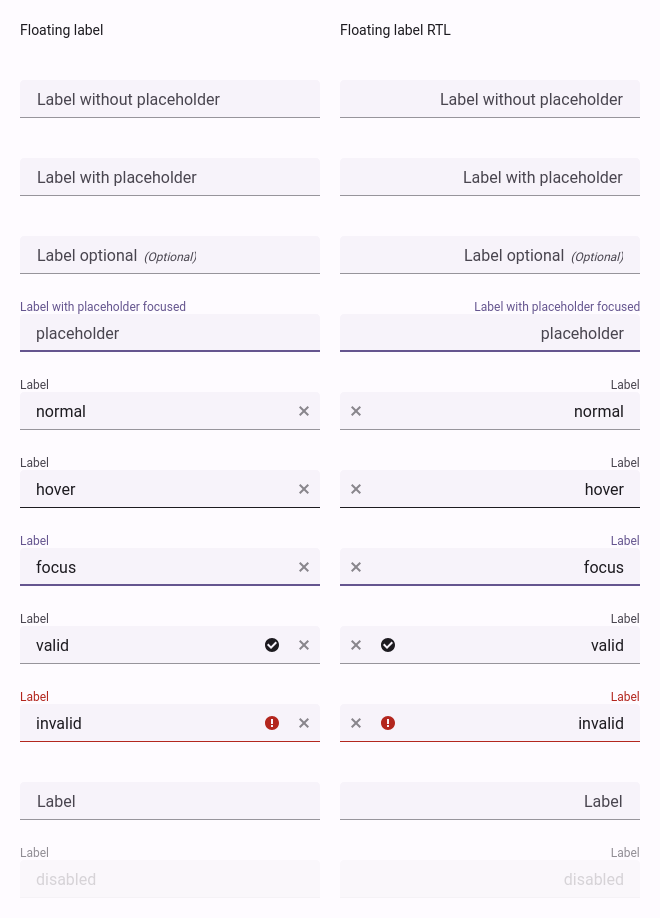 Floating label Floating label RTL
Label without placeholder Label without placeholder
Label with placeholder Label with placeholder
Label optional (Optional) Label optional (Optional)
Label with placeholder focused Label with placeholder focused
placeholder placeholder
Label Label
normal normal
Label Label
hover hover
Label Label
focus focus
Label Label
valid valid
Label Label
invalid invalid
Label Label
Label Label
disabled disabled